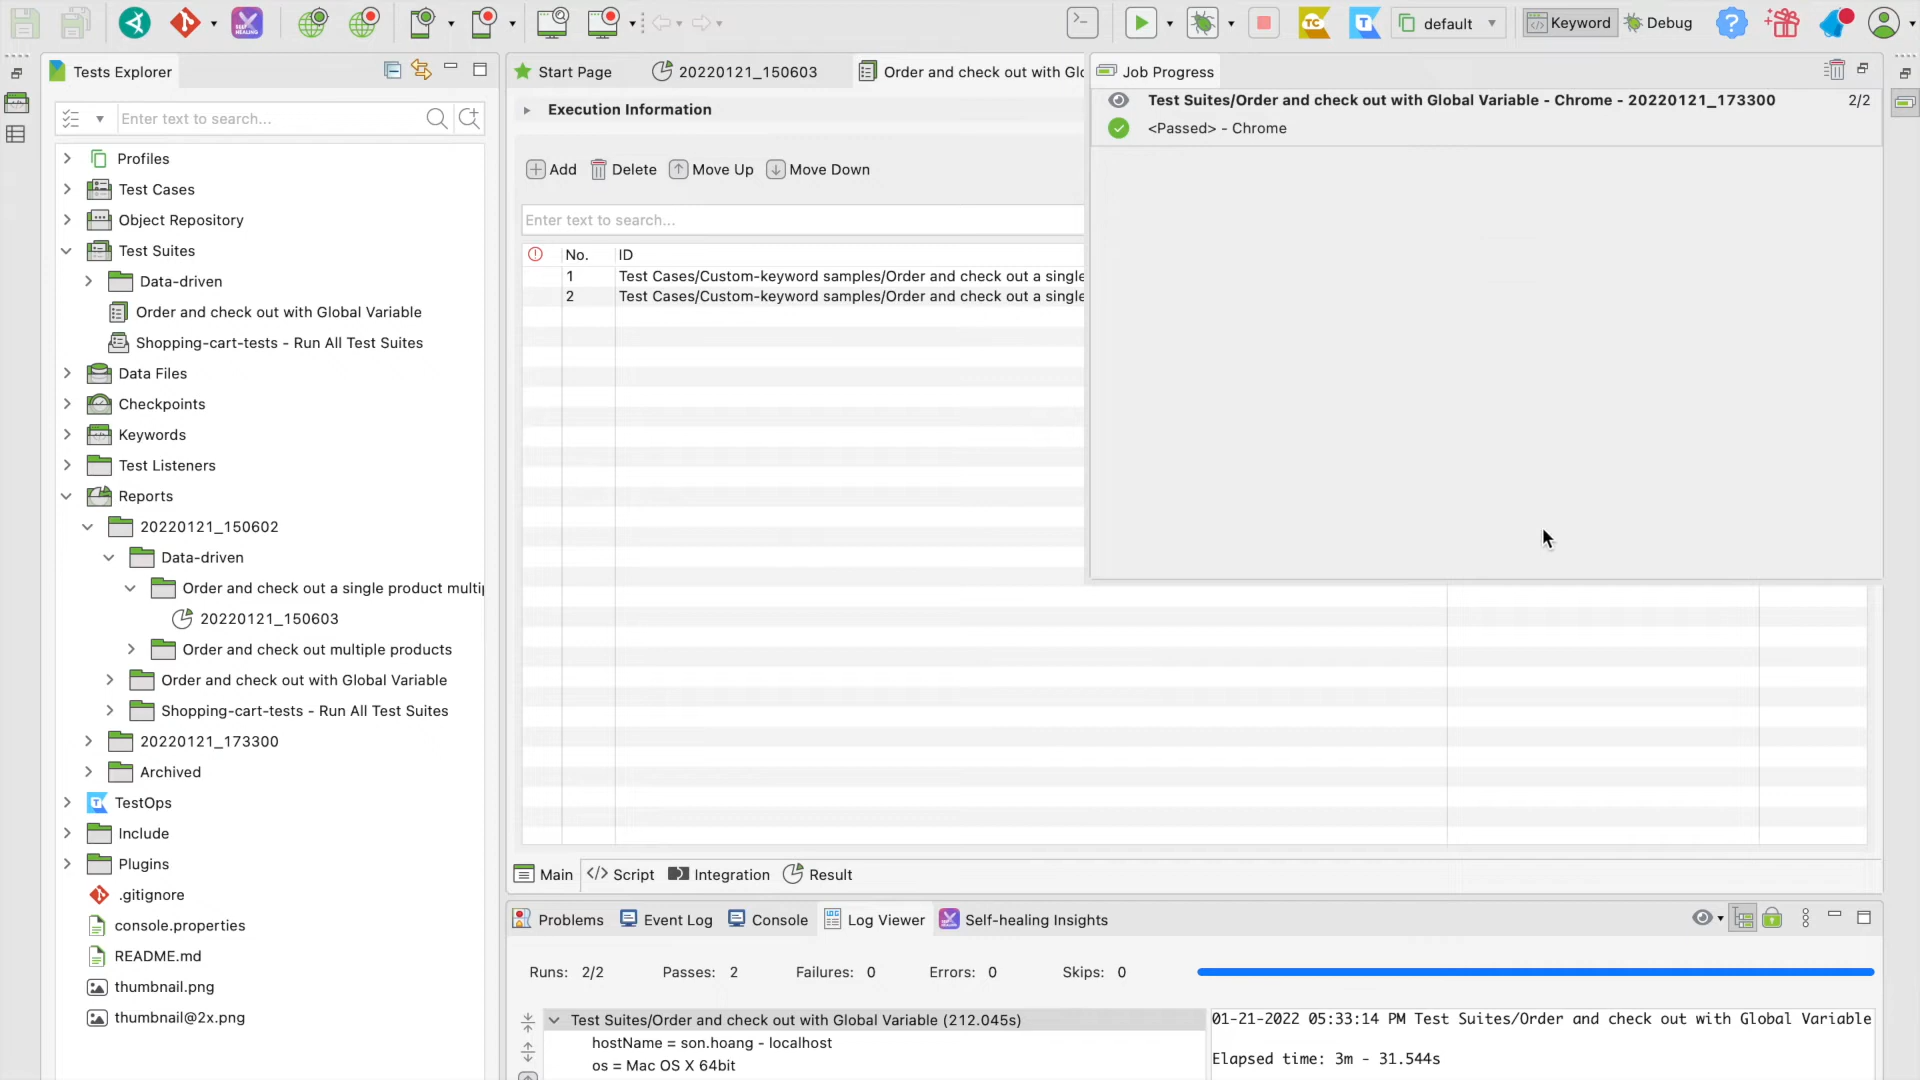 default
Keyword
Debug
Tests Explorer
Enter text to search...
Profiles
Test Cases
Object Repository
Test Suites
Data-driven
Order and check out with Global Variable
Shopping-cart-tests - Run All Test Suites
Data Files
Checkpoints
Keywords
Test Listeners
Reports
20220121_150602
Data-driven
Order and check out a single product multip
20220121_150603
Order and check out multiple products
Order and check out with Global Variable
Shopping-cart-tests - Run All Test Suites
20220121_173300
Archived
TestOps
Include
Plugins
.gitignore
console.properties
README.md
thumbnail.png
thumbnail@2x.png
Start Page
20220121_150603
Order and check out with Glo
Execution Information
Add
Delete
Move Up
Move Down
Enter text to search...
No. ID
1 Test Cases/Custom-keyword samples/Order and check out a single
2 Test Cases/Custom-keyword samples/Order and check out a single
Job Progress
Test Suites/Order and check out with Global Variable - Chrome - 20220121_173300 2/2
<Passed> - Chrome
Main
Script
Integration
Result
Problems
Event Log
Console
Log Viewer
Self-healing Insights
Runs: 2/2 Passes: 2 Failures: 0 Errors: 0 Skips: 0
Test Suites/Order and check out with Global Variable (212.045s)
hostName = son.hoang - localhost
os = Mac OS X 64bit
01-21-2022 05:33:14 PM Test Suites/Order and check out with Global Variable
Elapsed time: 3m - 31.544s